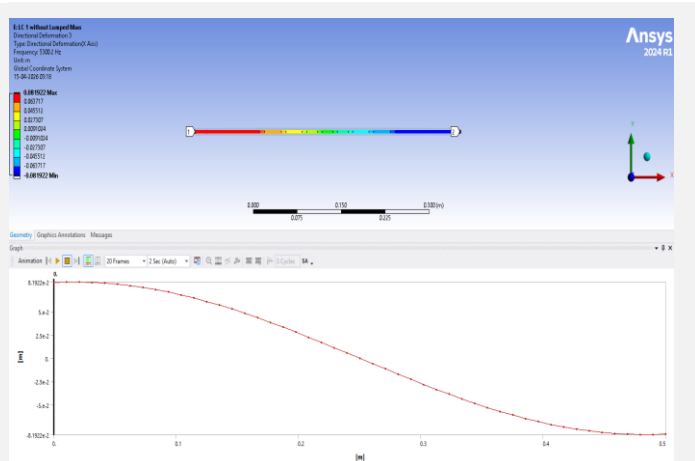 E: LC 1 without Lumped Mass
Directional Deformation 3
Type: Directional Deformation(X Axis)
Frequency: 5300.2 Hz
Unit: m
Global Coordinate System
15-04-2026 09:18
0.081922 Max
0.063717
0.045512
0.027307
0.0091024
-0.0091024
-0.027307
-0.045512
-0.063717
-0.081922 Min
Ansys
2024 R1
1
2
Y
X
0.000
0.150
0.300 (m)
0.075
0.225
Geometry Graphics Annotations Messages
Graph
Animation 20 Frames 2 Sec (Auto) 3 Cycles
0.
8.1922e-2
5.e-2
2.5e-2
0.
-2.5e-2
-5.e-2
-8.1922e-2
[m]
0. 0.1 0.2 0.3 0.4 0.5
[m]